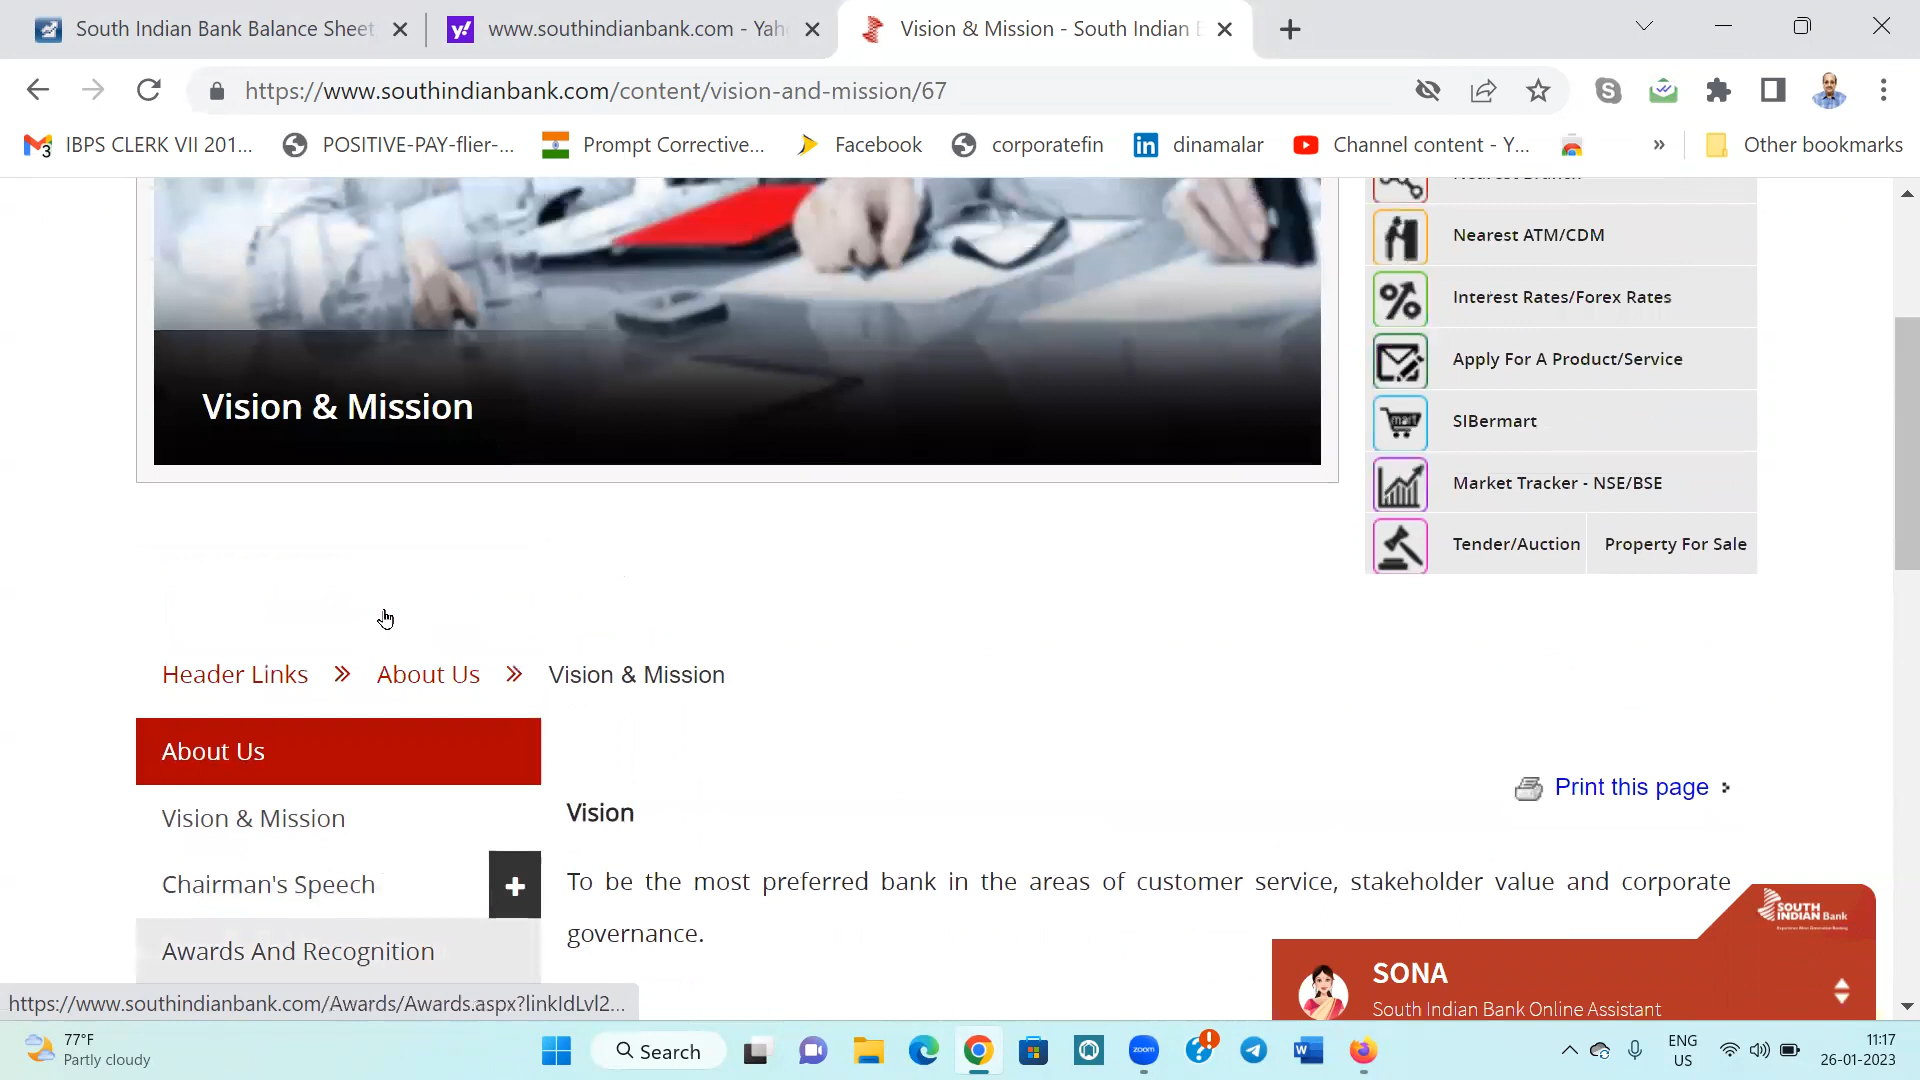 South Indian Bank Balance Sheet
www.southindianbank.com - Yah
Vision & Mission - South Indian B
https://www.southindianbank.com/content/vision-and-mission/67
IBPS CLERK VII 201...
POSITIVE-PAY-flier-...
Prompt Corrective...
Facebook
corporatefin
dinamalar
Channel content - Y...
»
Other bookmarks
Nearest ATM/CDM
Interest Rates/Forex Rates
Apply For A Product/Service
SIBermart
Market Tracker - NSE/BSE
Tender/Auction
Property For Sale
Vision & Mission
Header Links » About Us » Vision & Mission
About Us
Vision & Mission
Chairman's Speech
Awards And Recognition
Print this page
Vision
To be the most preferred bank in the areas of customer service, stakeholder value and corporate
governance.
SOUTH
INDIAN Bank
SONA
South Indian Bank Online Assistant
https://www.southindianbank.com/Awards/Awards.aspx?linkIdLvl2...
77°F
Partly cloudy
Search
zoom
ENG
US
11:17
26-01-2023